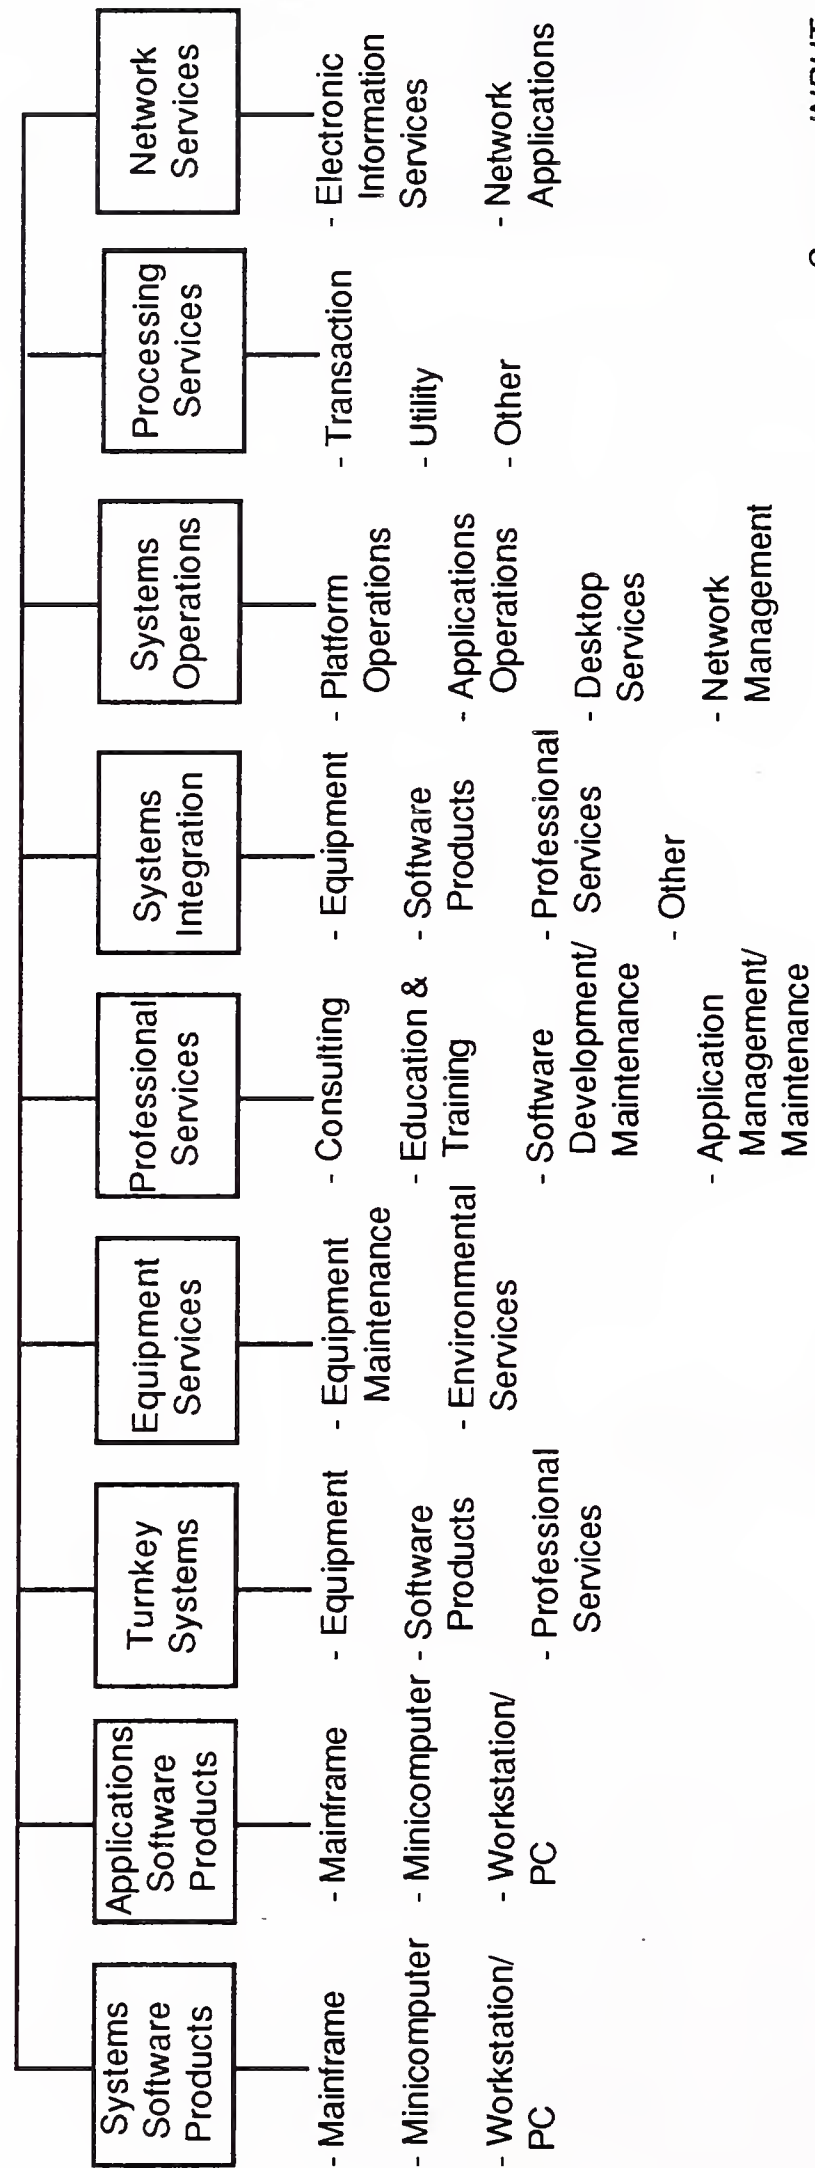 Systems
Software
Products
- Mainframe
- Minicomputer
- Workstation/
PC
Applications
Software
Products
- Mainframe
- Minicomputer
- Workstation/
PC
Turnkey
Systems
- Equipment
- Software
Products
- Professional
Services
Equipment
Services
- Equipment
Maintenance
- Environmental
Services
Professional
Services
- Consulting
- Education &
Training
- Software
Development/
Maintenance
- Application
Management/
Maintenance
Systems
Integration
- Equipment
- Software
Products
- Professional
Services
- Other
Systems
Operations
- Platform
Operations
- Applications
Operations
- Desktop
Services
- Network
Management
Processing
Services
- Transaction
- Utility
- Other
Network
Services
- Electronic
Information
Services
- Network
Applications